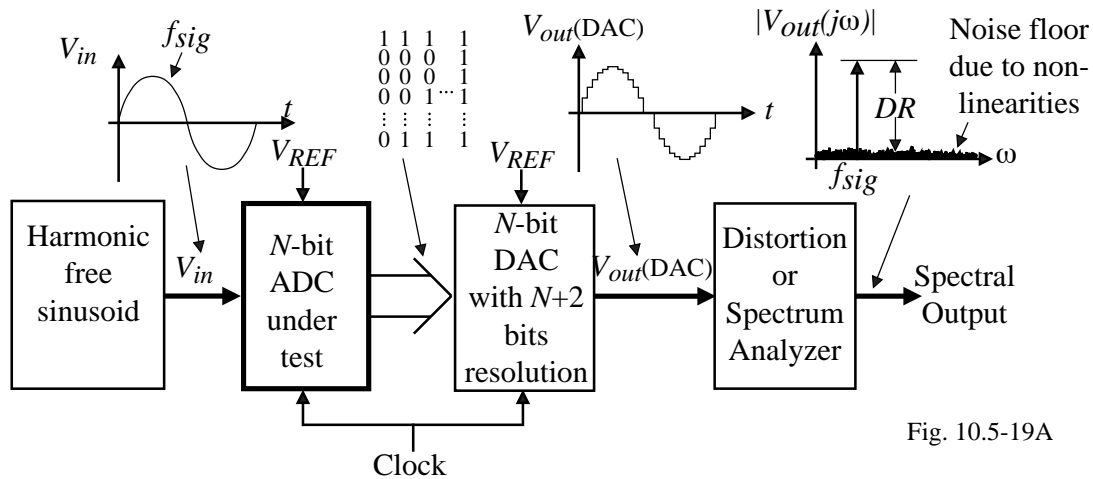 V_in
f_sig
t
V_REF
1 1 1 1
0 0 0 1
0 0 0 1
0 0 1 ... 1
⋮ ⋮ ⋮ ⋮
0 1 1 1
V_out(DAC)
t
V_REF
|V_out(jω)|
DR
ω
f_sig
Noise floor
due to non-
linearities
Harmonic
free
sinusoid
V_in
N-bit
ADC
under
test
N-bit
DAC
with N+2
bits
resolution
V_out(DAC)
Distortion
or
Spectrum
Analyzer
Spectral
Output
Clock
Fig. 10.5-19A